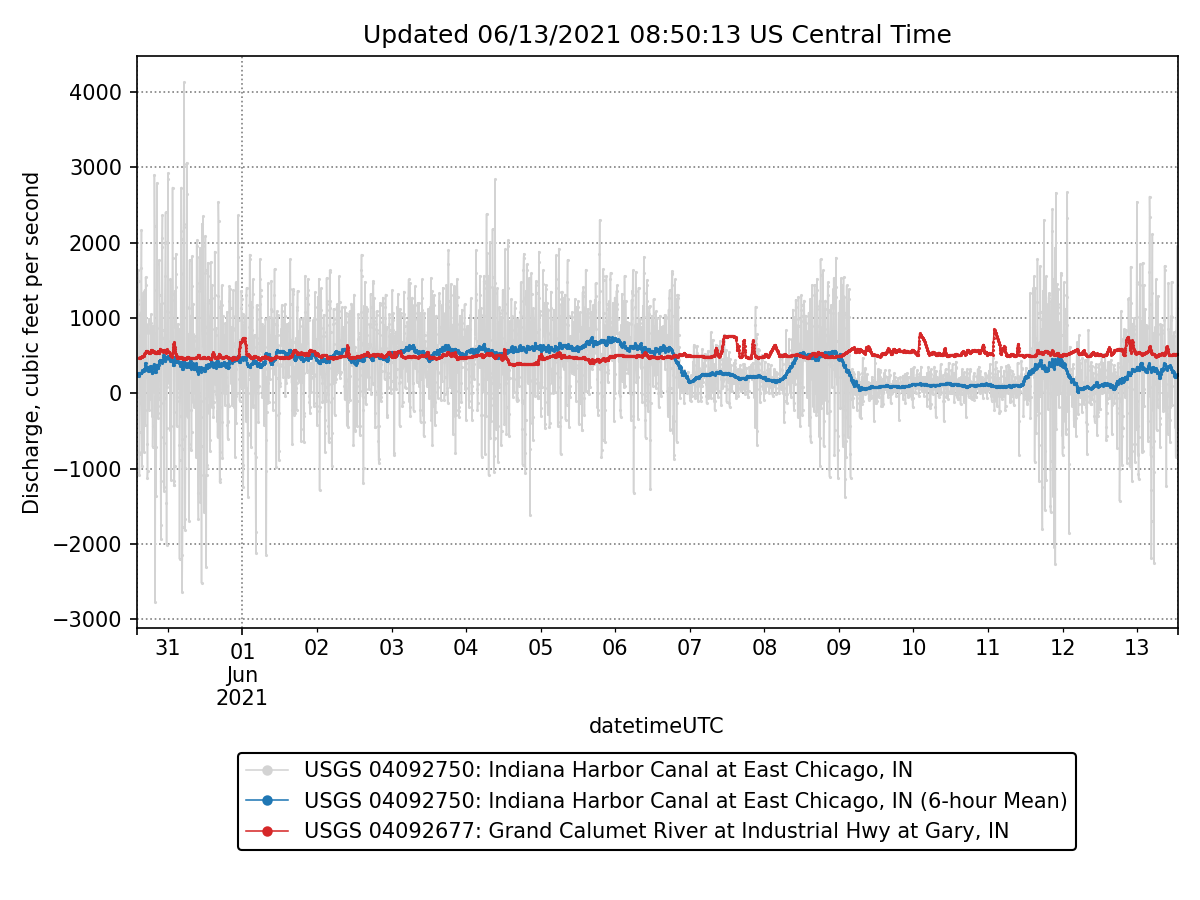 Updated 06/13/2021 08:50:13 US Central Time
Discharge, cubic feet per second
4000
3000
2000
1000
0
−1000
−2000
−3000
31 01 02 03 04 05 06 07 08 09 10 11 12 13
Jun
2021
datetimeUTC
USGS 04092750: Indiana Harbor Canal at East Chicago, IN
USGS 04092750: Indiana Harbor Canal at East Chicago, IN (6-hour Mean)
USGS 04092677: Grand Calumet River at Industrial Hwy at Gary, IN